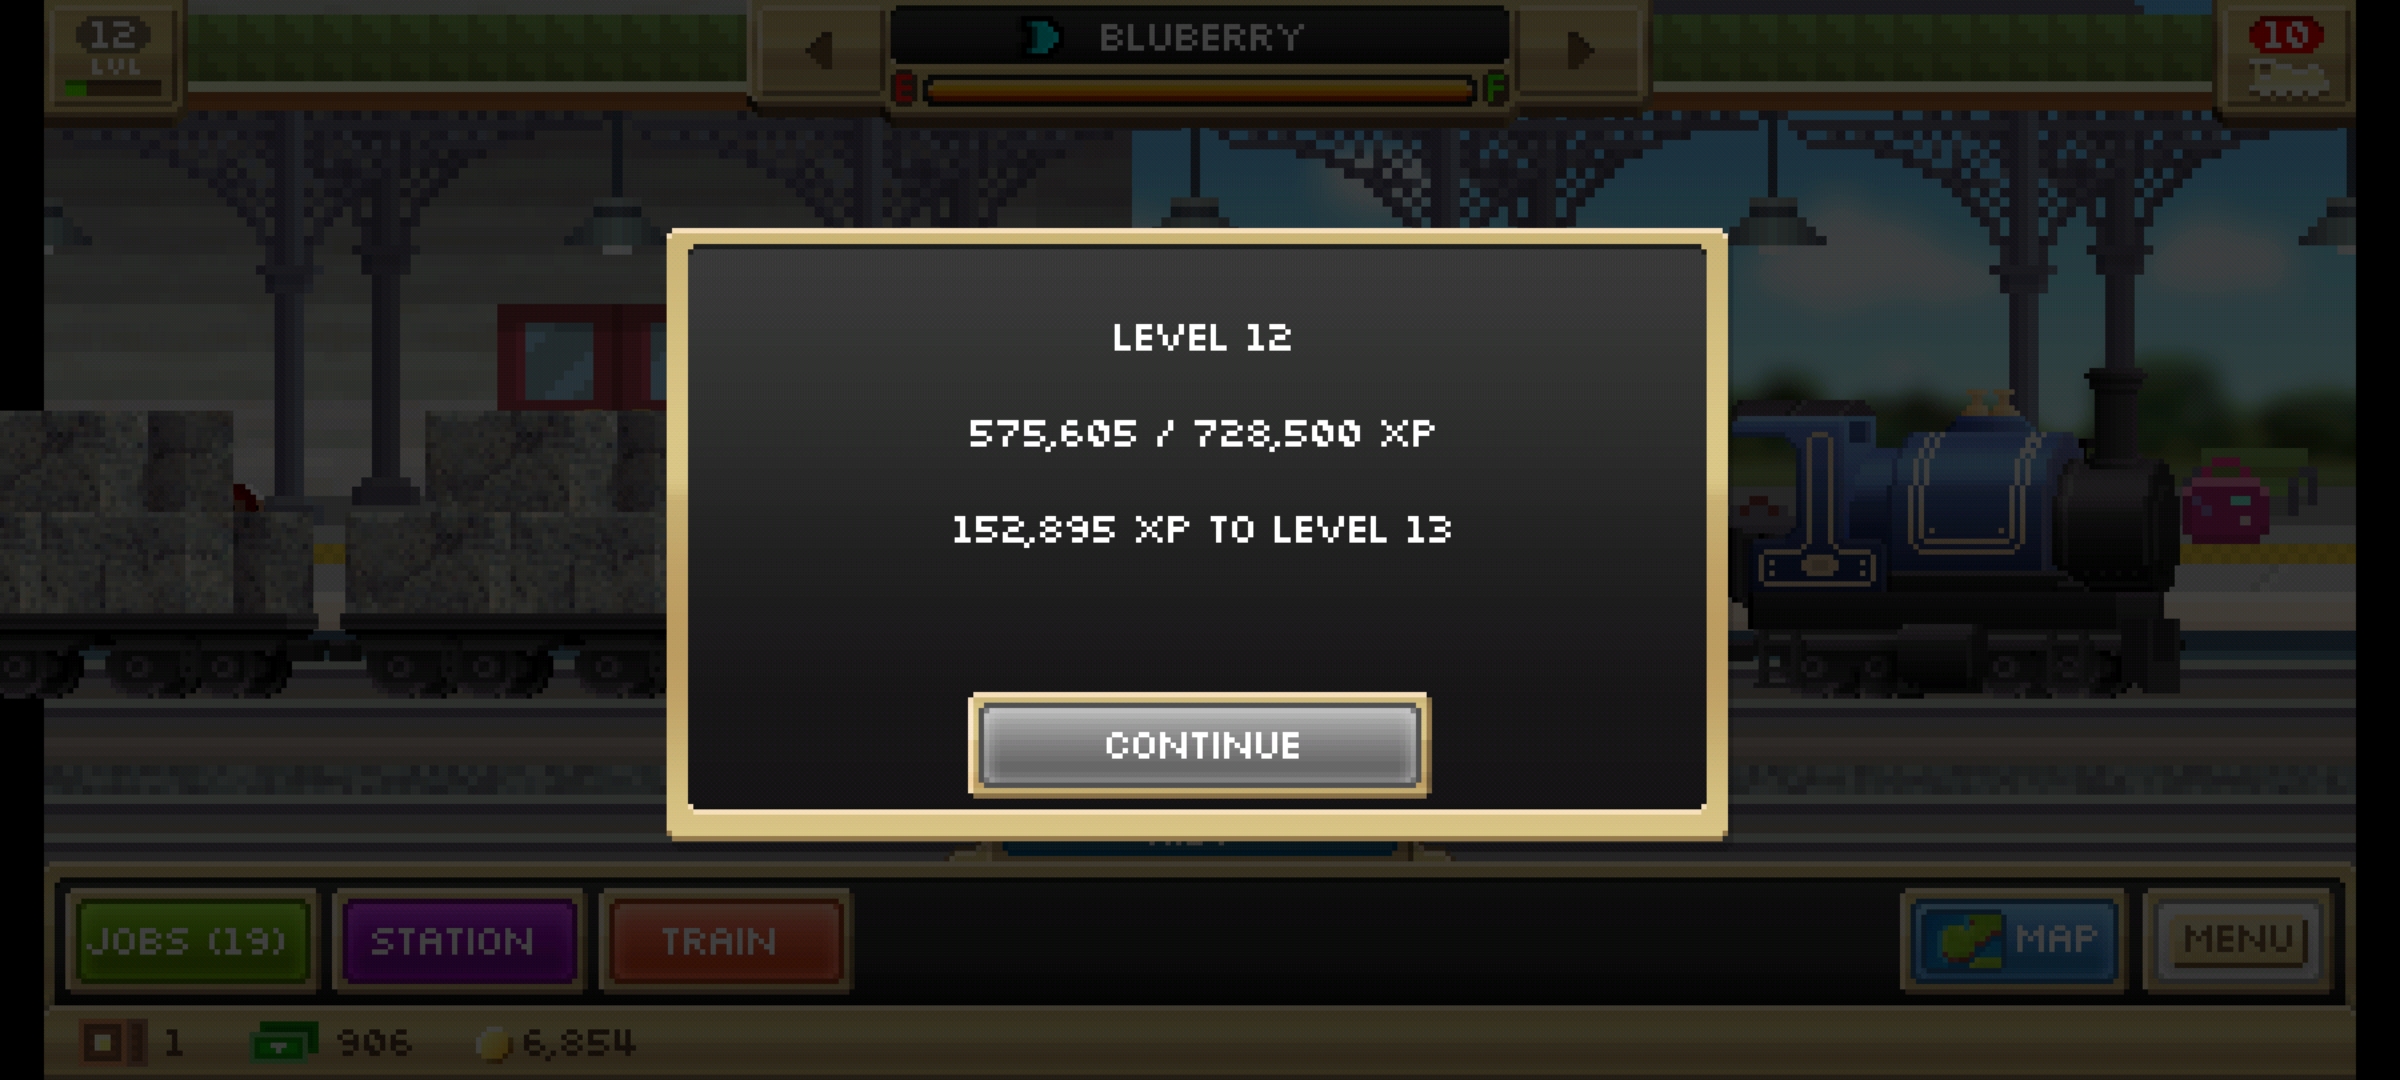 12
LVL
BLUBERRY
E
F
10
LEVEL 12
575,605 / 728,500 XP
152,895 XP TO LEVEL 13
CONTINUE
JOBS (19)
STATION
TRAIN
MAP
MENU
1
906
6,854